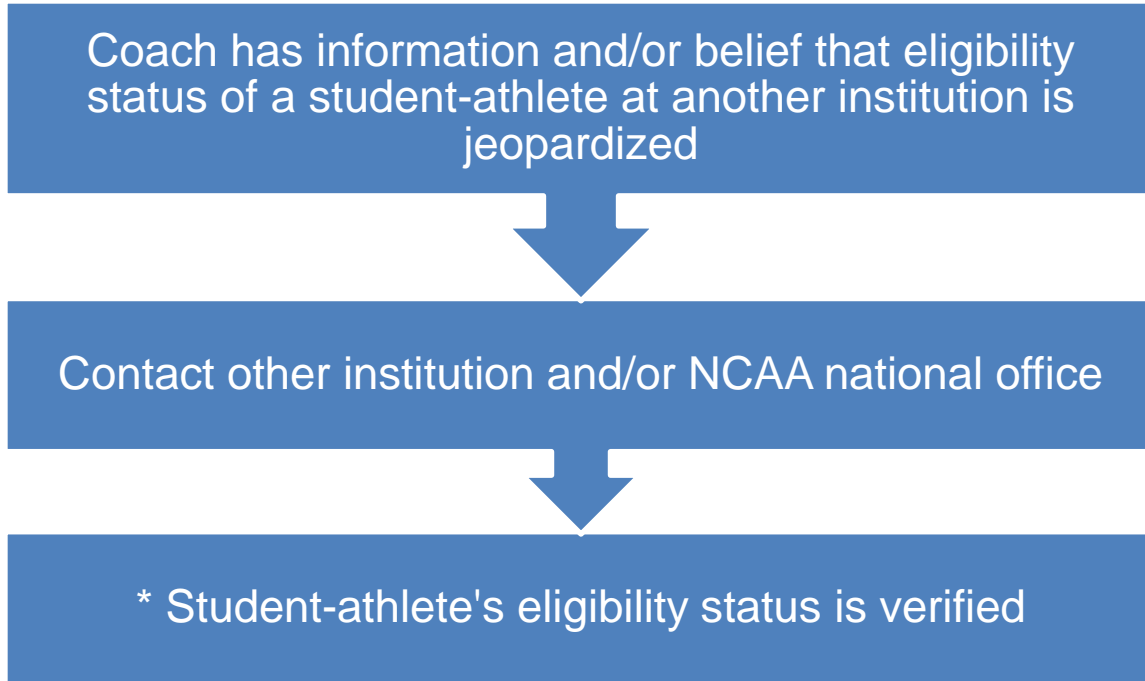 Coach has information and/or belief that eligibility
status of a student-athlete at another institution is
jeopardized
Contact other institution and/or NCAA national office
* Student-athlete's eligibility status is verified